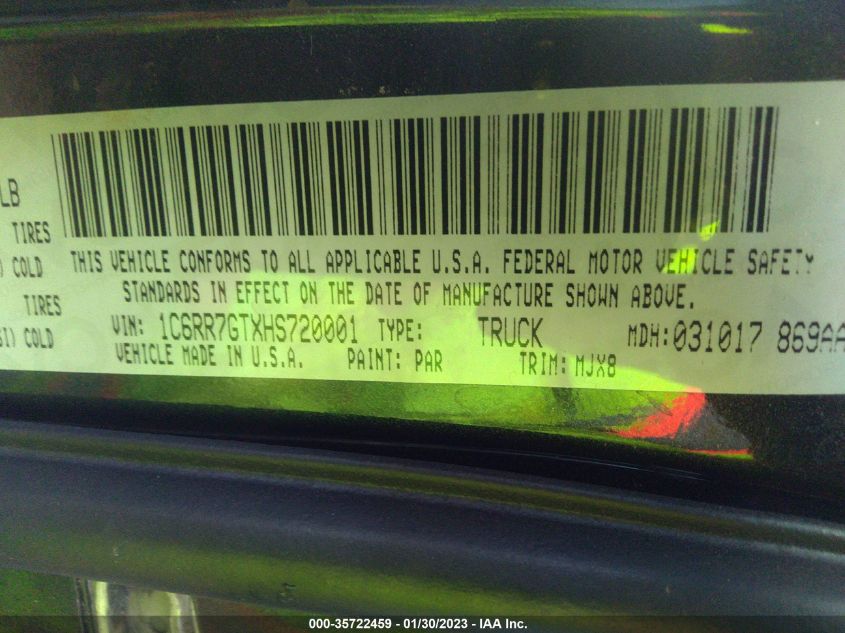 LB
TIRES
) COLD
TIRES
SI) COLD
THIS VEHICLE CONFORMS TO ALL APPLICABLE U.S.A. FEDERAL MOTOR VEHICLE SAFETY
STANDARDS IN EFFECT ON THE DATE OF MANUFACTURE SHOWN ABOVE.
VIN: 1C6RR7GTXHS720001 TYPE: TRUCK MDH:031017 869AA
VEHICLE MADE IN U.S.A. PAINT: PAR TRIM: MJX8
000-35722459 - 01/30/2023 - IAA Inc.